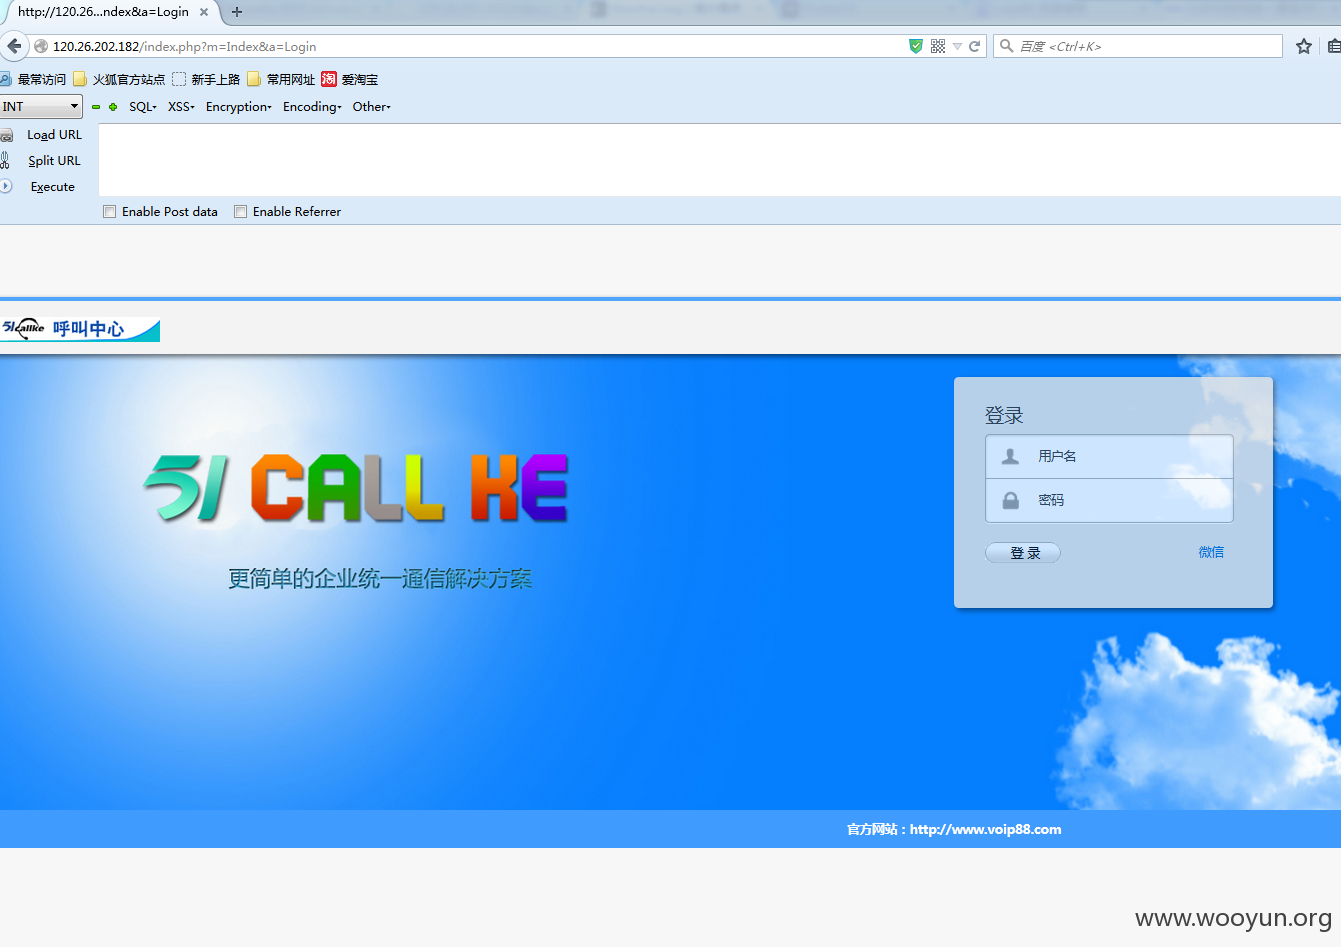 http://120.26...ndex&a=Login
120.26.202.182/index.php?m=Index&a=Login
百度 <Ctrl+K>
最常访问 火狐官方站点 新手上路 常用网址 淘 爱淘宝
INT SQL XSS Encryption Encoding Other
Load URL
Split URL
Execute
Enable Post data Enable Referrer
51callke 呼叫中心
登录
用户名
51 CALL KE
密码
登 录 微信
更简单的企业统一通信解决方案
官方网站：http://www.voip88.com
www.wooyun.org